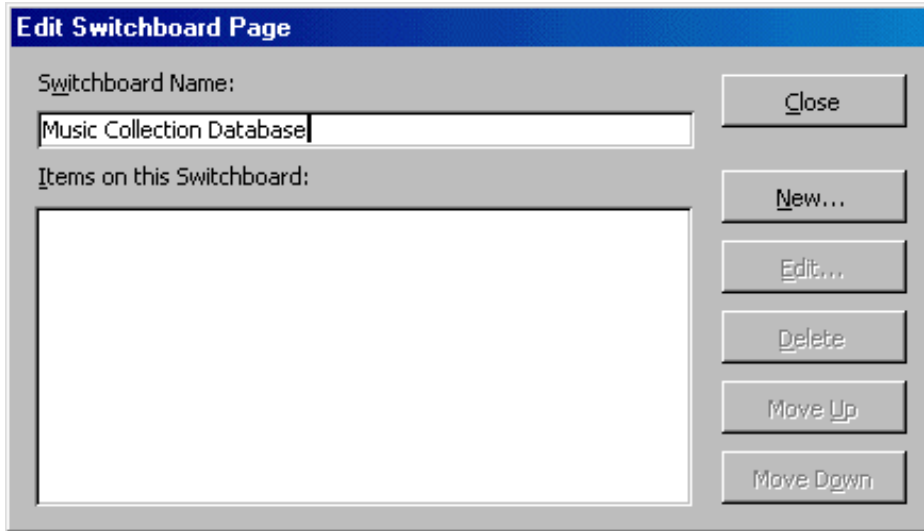 Edit Switchboard Page
Switchboard Name:
Close
Music Collection Database
Items on this Switchboard:
New...
Edit...
Delete
Move Up
Move Down